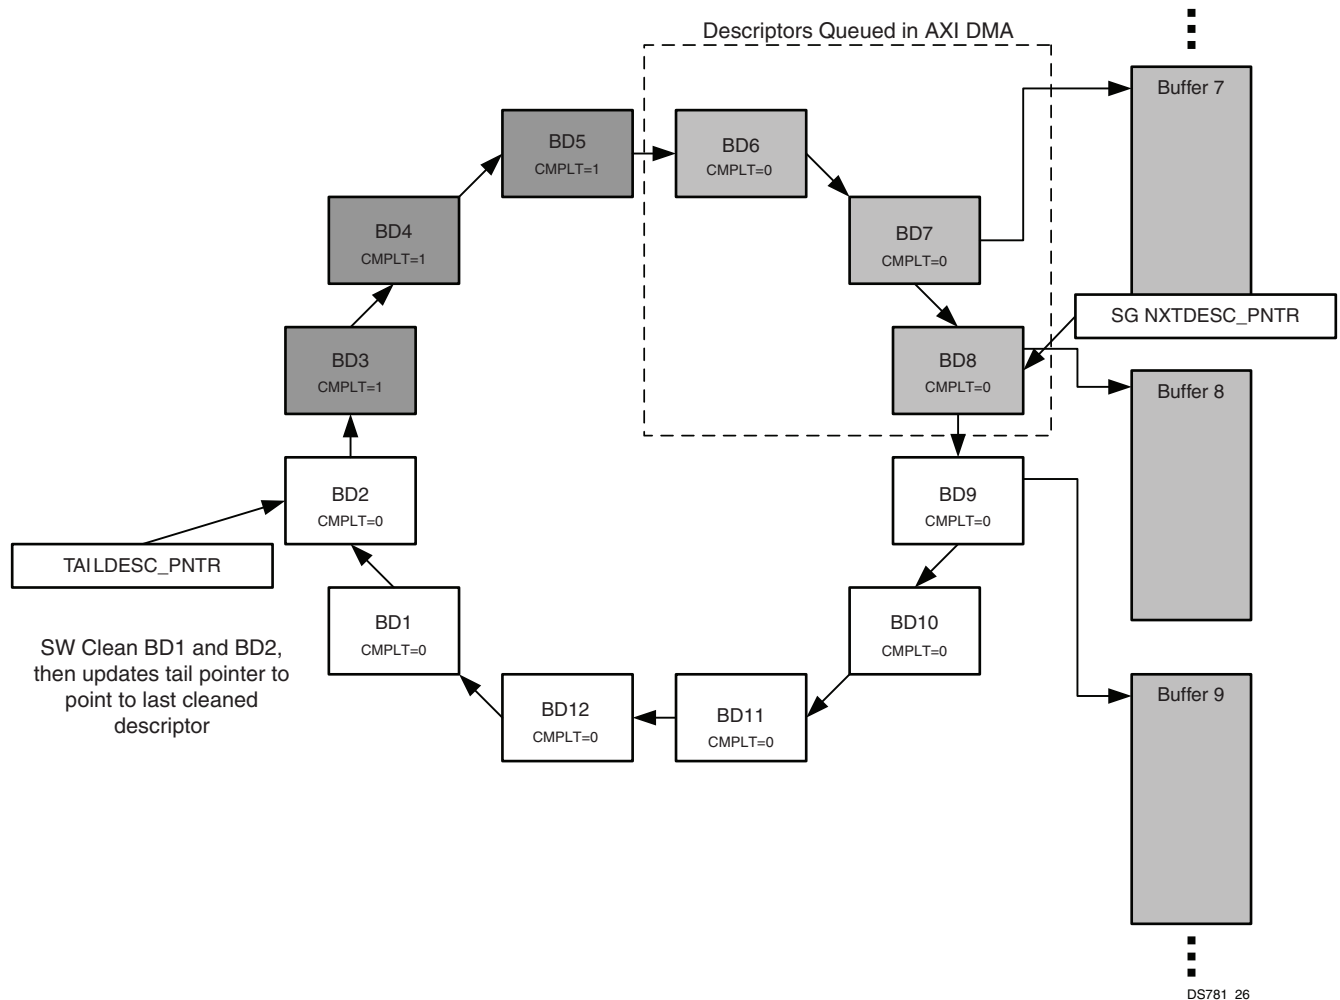 Descriptors Queued in AXI DMA
Buffer 7
BD5
CMPLT=1
BD6
CMPLT=0
BD4
CMPLT=1
BD7
CMPLT=0
SG NXTDESC_PNTR
BD3
CMPLT=1
BD8
CMPLT=0
Buffer 8
BD2
CMPLT=0
BD9
CMPLT=0
TAILDESC_PNTR
BD1
CMPLT=0
BD10
CMPLT=0
SW Clean BD1 and BD2,
then updates tail pointer to
point to last cleaned
descriptor
BD12
CMPLT=0
BD11
CMPLT=0
Buffer 9
DS781_26